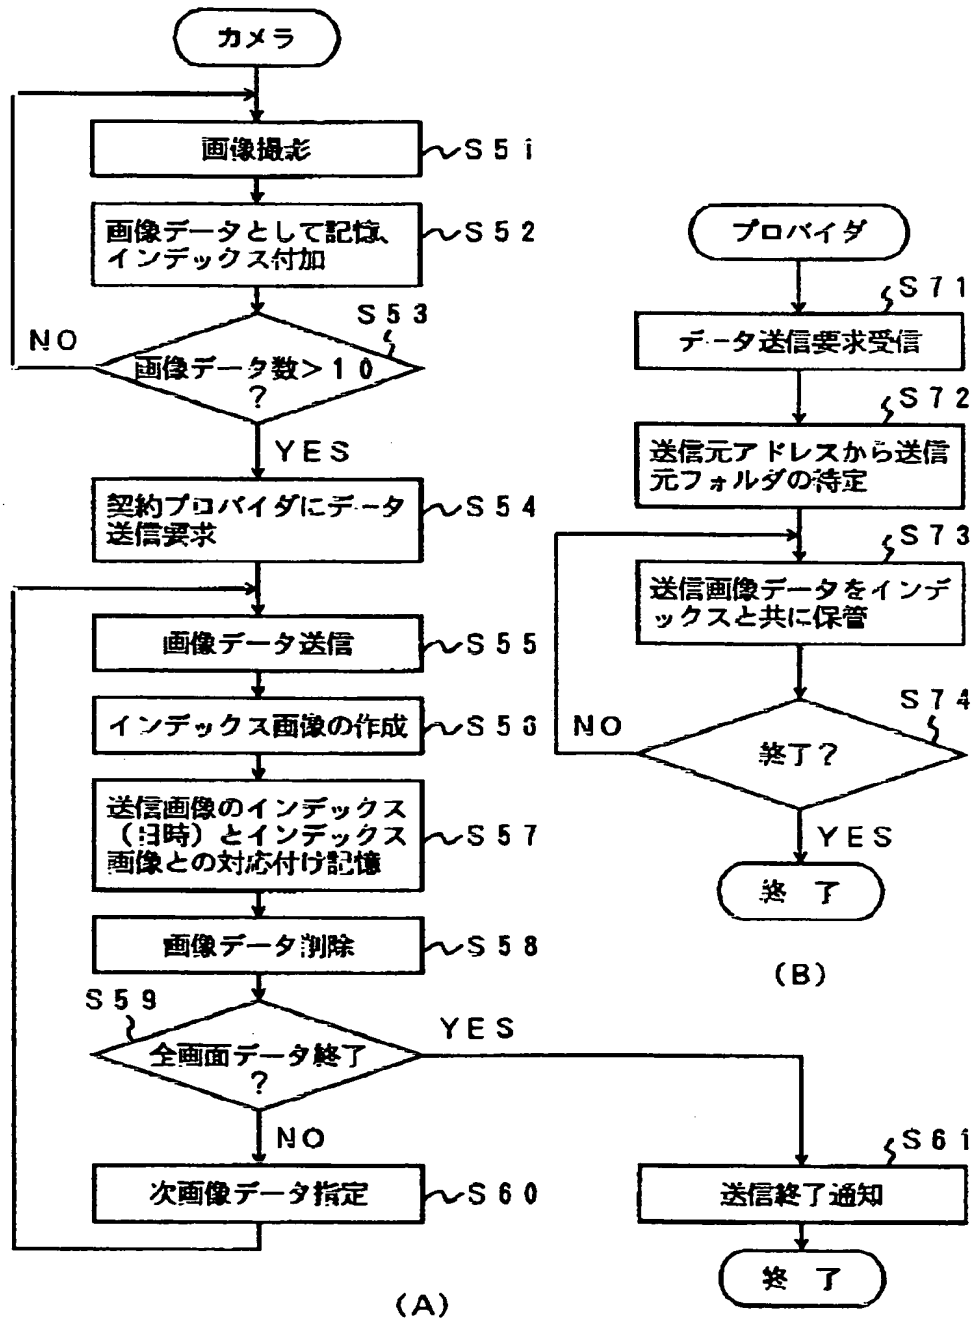 カメラ
画像撮影
S51
画像データとして記憶、
インデックス付加
S52
S53
NO
画像データ数>10
?
YES
契約プロバイダにデータ
送信要求
S54
画像データ送信
S55
インデックス画像の作成
S56
送信画像のインデックス
(日時)とインデックス
画像との対応付け記憶
S57
画像データ削除
S58
S59
全画面データ終了
?
YES
NO
次画像データ指定
S60
S61
送信終了通知
終 了
(A)
プロバイダ
S71
データ送信要求受信
S72
送信元アドレスから送信
元フォルダの特定
S73
送信画像データをインデ
ックスと共に保管
S74
NO
終了?
YES
終 了
(B)